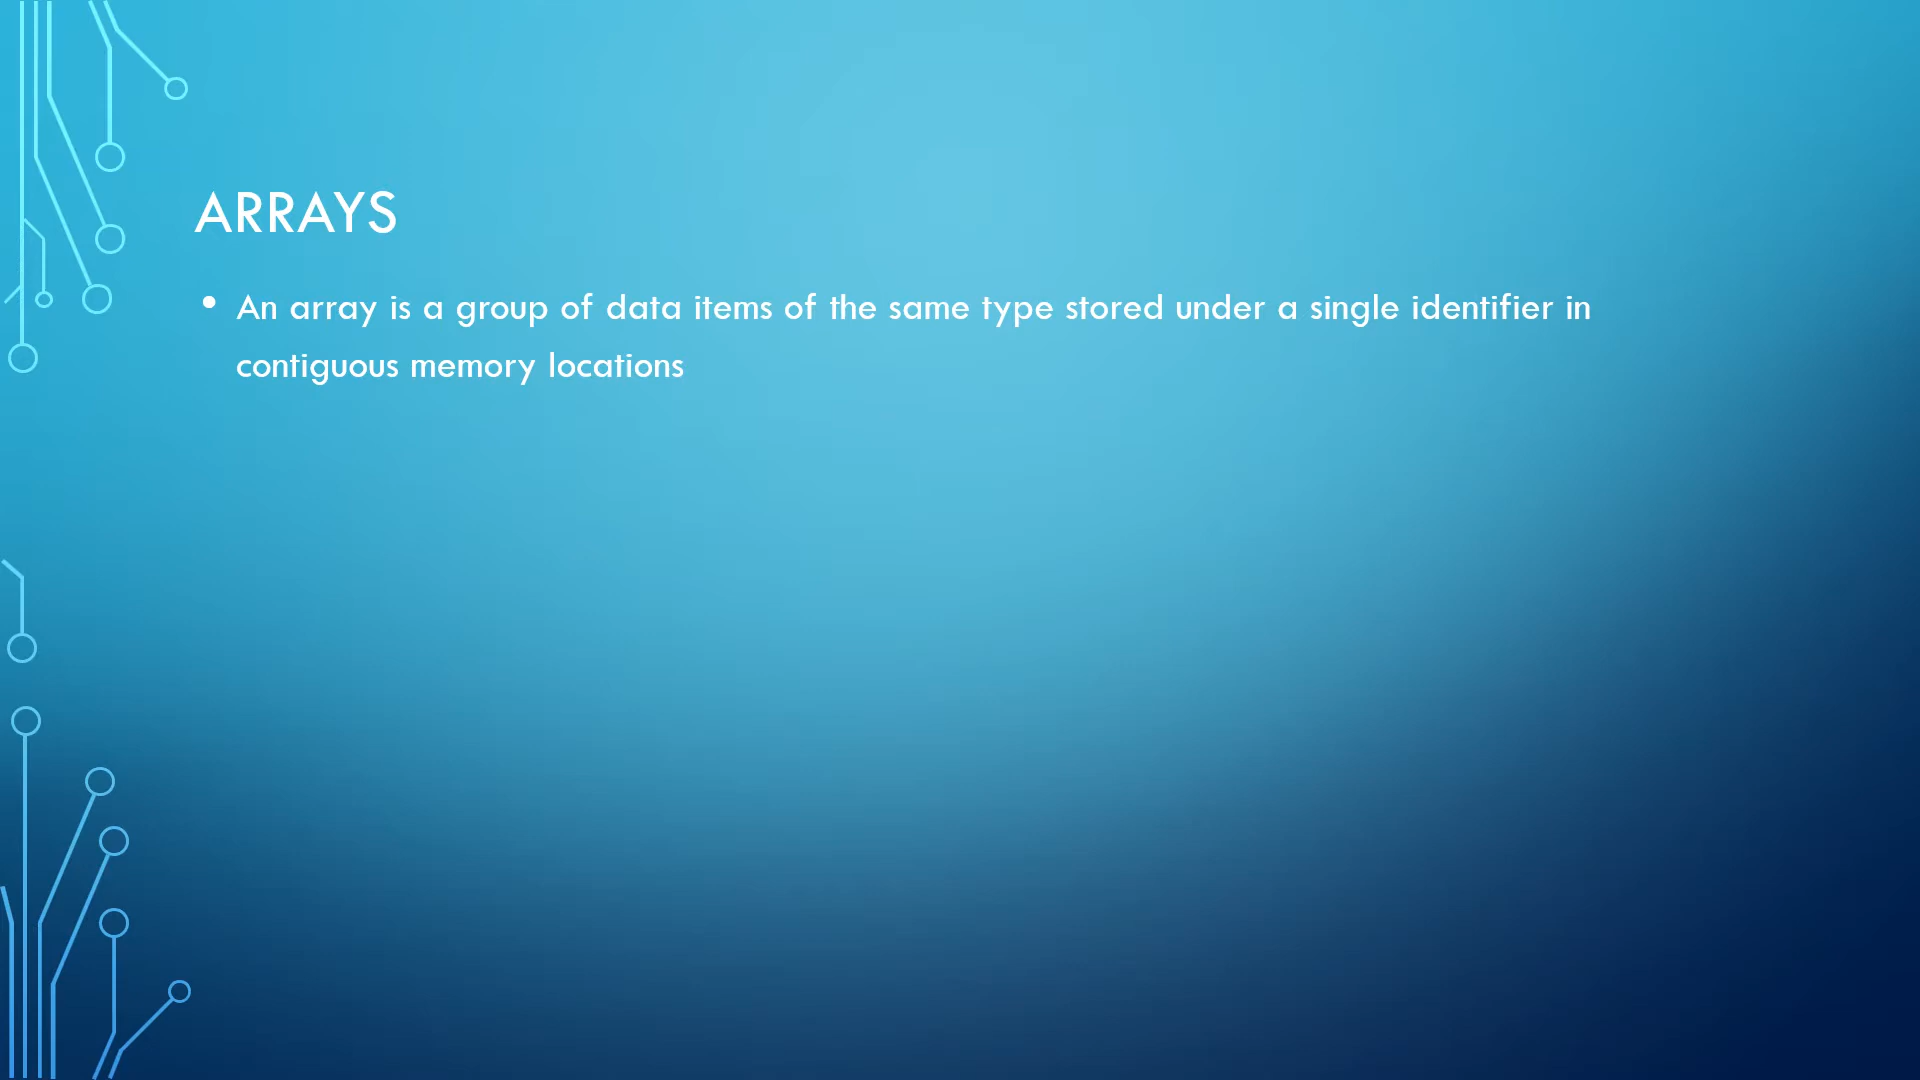 ARRAYS
• An array is a group of data items of the same type stored under a single identifier in
contiguous memory locations